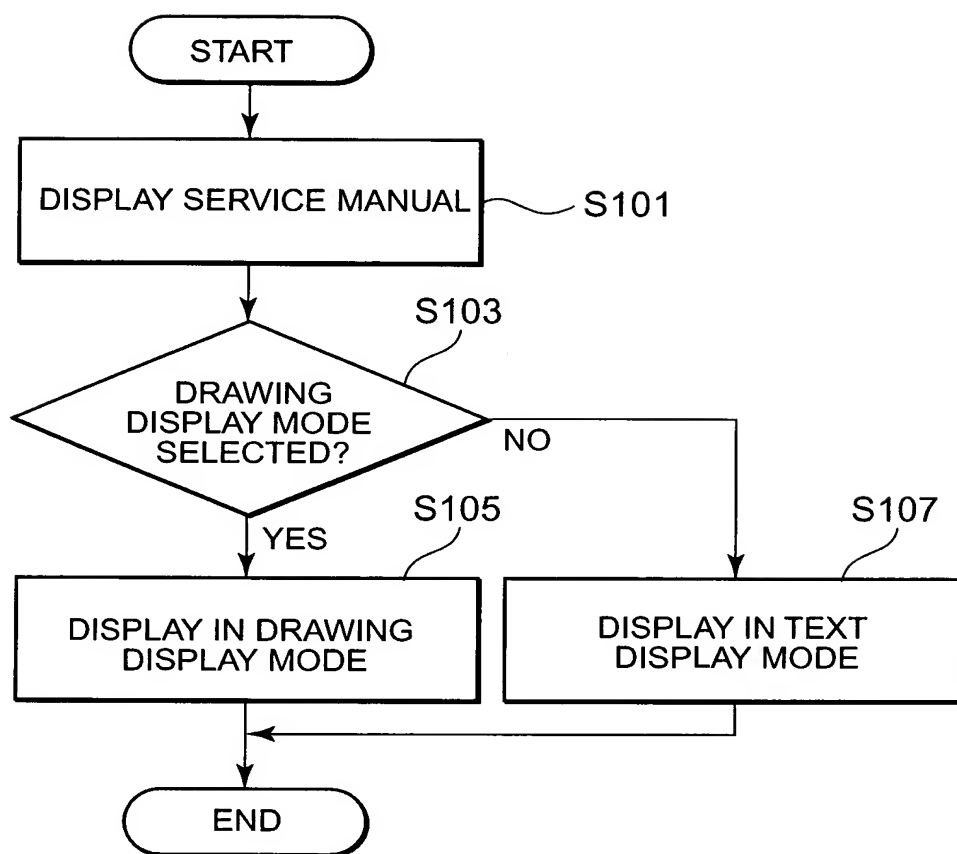 START
DISPLAY SERVICE MANUAL
S101
S103
DRAWING
DISPLAY MODE
SELECTED?
NO
YES
S105
S107
DISPLAY IN DRAWING
DISPLAY MODE
DISPLAY IN TEXT
DISPLAY MODE
END